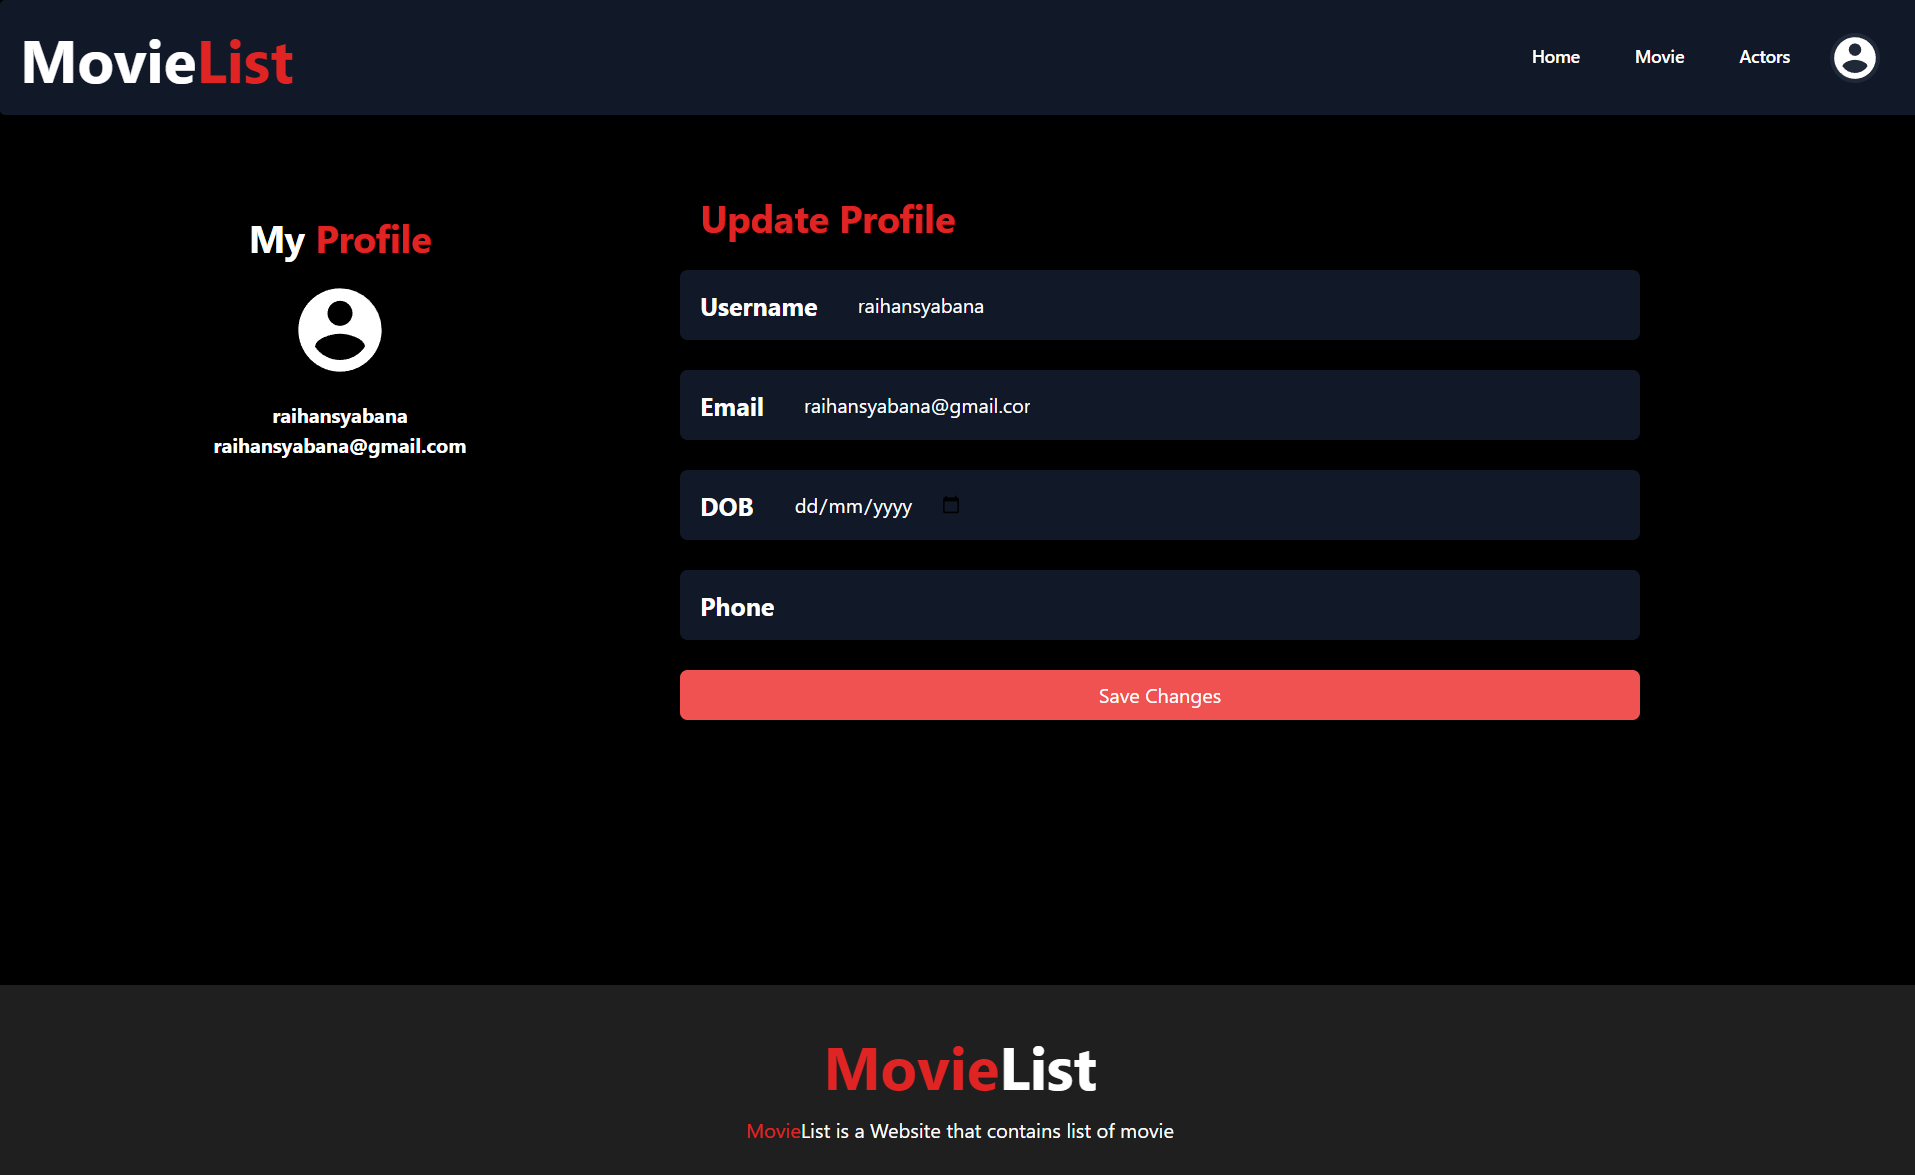 MovieList
Home Movie Actors
My Profile
raihansyabana
raihansyabana@gmail.com
Update Profile
Username raihansyabana
Email raihansyabana@gmail.cor
DOB dd/mm/yyyy
Phone
Save Changes
MovieList
MovieList is a Website that contains list of movie